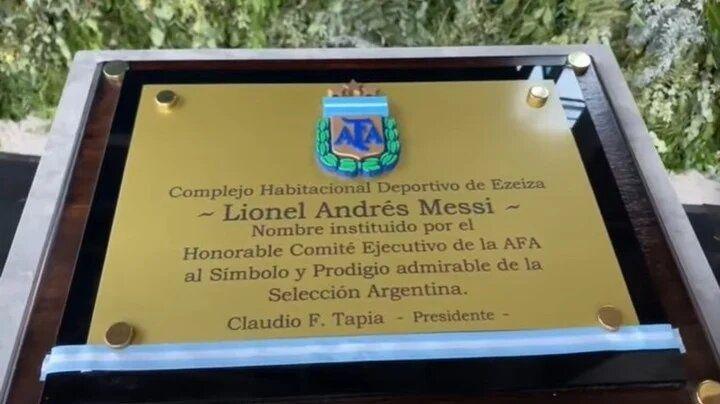 AFA
Complejo Habitacional Deportivo de Ezeiza
~ Lionel Andrés Messi ~
Nombre instituido por el
Honorable Comité Ejecutivo de la AFA
al Símbolo y Prodigio admirable de la
Selección Argentina.
Claudio F. Tapia - Presidente -